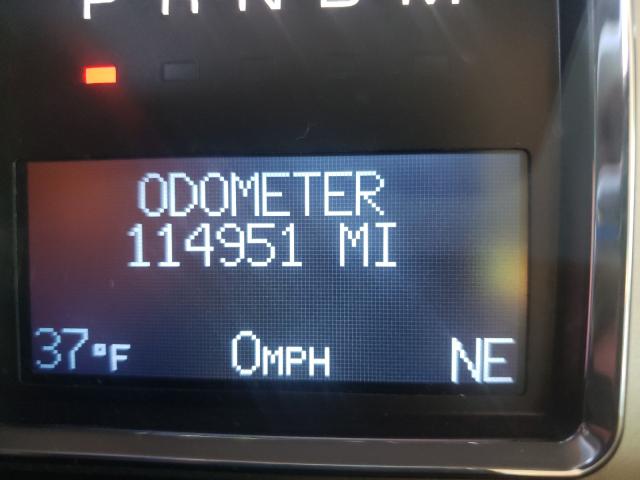 P R N D M
ODOMETER
114951 MI
37°F 0MPH NE